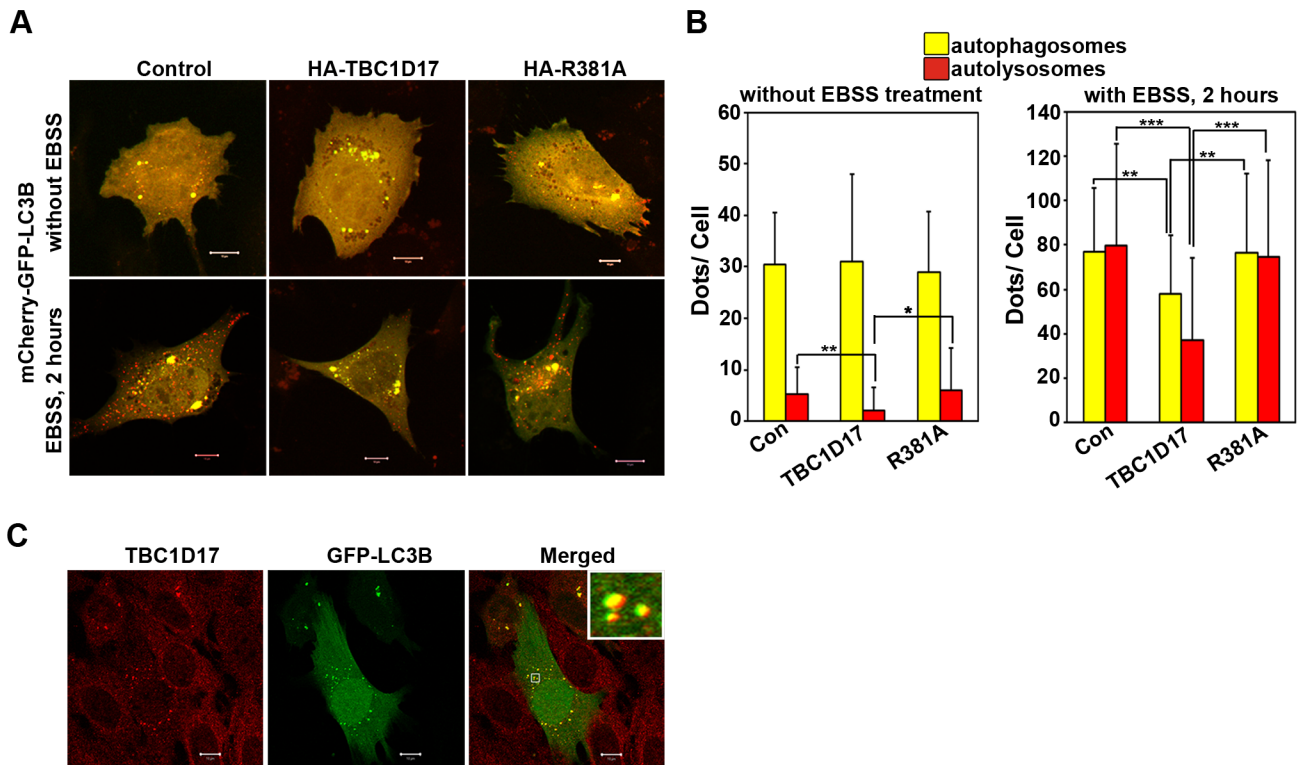 A
Control
HA-TBC1D17
HA-R381A
mCherry-GFP-LC3B
without EBSS
EBSS, 2 hours
B
autophagosomes
autolysosomes
without EBSS treatment
with EBSS, 2 hours
Dots/ Cell
60
50
40
30
20
10
0
**
*
Con
TBC1D17
R381A
Dots/ Cell
140
120
100
80
60
40
20
0
***
***
**
**
Con
TBC1D17
R381A
C
TBC1D17
GFP-LC3B
Merged